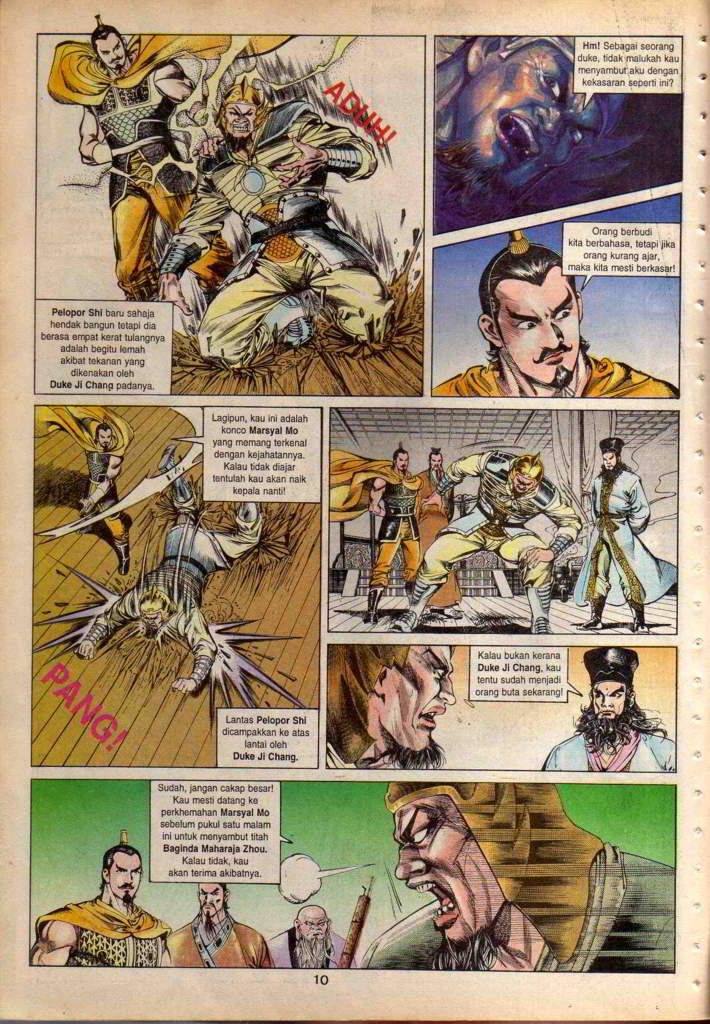 ADUH!
Pelopor Shi baru sahaja
hendak bangun tetapi dia
berasa empat kerat tulangnya
adalah begitu lemah
akibat tekanan yang
dikenakan oleh
Duke Ji Chang padanya.
Hm! Sebagai seorang
duke, tidak malukah kau
menyambut aku dengan
kekasaran seperti ini?
Orang berbudi
kita berbahasa, tetapi jika
orang kurang ajar,
maka kita mesti berkasar!
Lagipun, kau ini adalah
konco Marsyal Mo
yang memang terkenal
dengan kejahatannya.
Kalau tidak diajar
tentulah kau akan naik
kepala nanti!
PANG!
Lantas Pelopor Shi
dicampakkan ke atas
lantai oleh
Duke Ji Chang.
Kalau bukan kerana
Duke Ji Chang, kau
tentu sudah menjadi
orang buta sekarang!
Sudah, jangan cakap besar!
Kau mesti datang ke
perkhemahan Marsyal Mo
sebelum pukul satu malam
ini untuk menyambut titah
Baginda Maharaja Zhou.
Kalau tidak, kau
akan terima akibatnya.
10